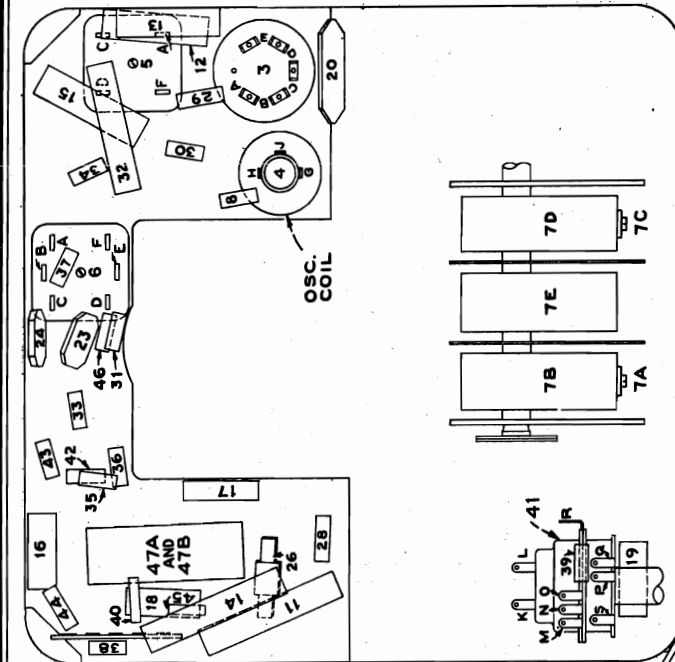 13
C
A
5
12
D
F
15
29
32
34
30
A
B
C
D
E
3
20
8
H
J
G
4
OSC.
COIL
B
A
37
F
E
6
C
D
24
23
46
31
33
43
42
36
35
17
16
47A
AND
47B
44
40
18
45
14
26
28
11
38
7D
7C
7E
7B
7A
41
R
L
K
39
O
N
M
Q
P
S
19